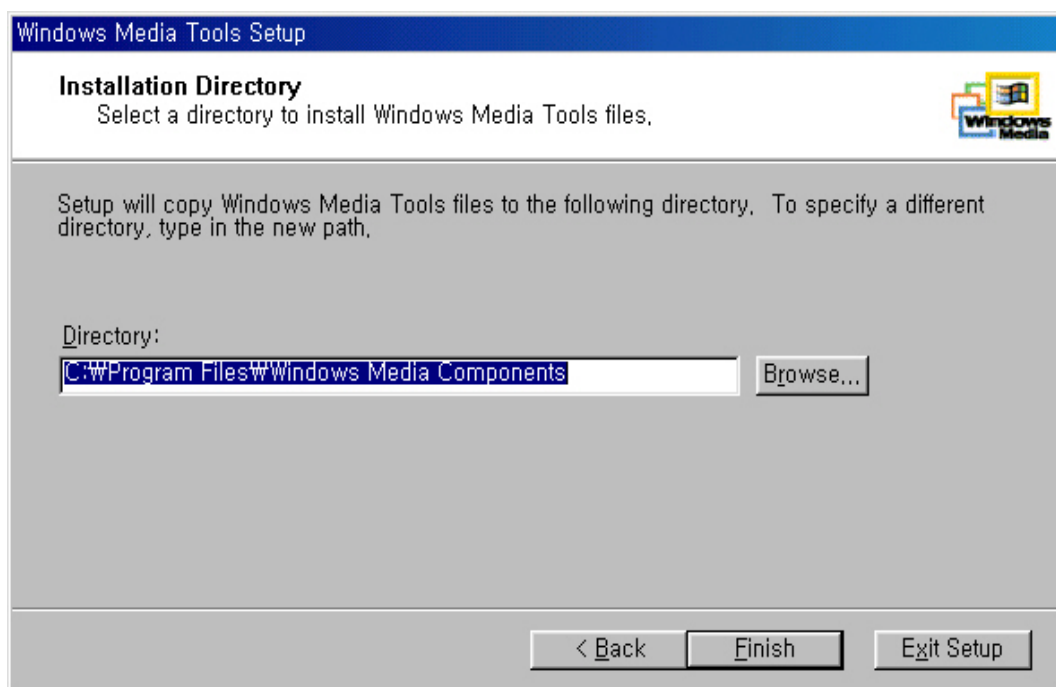 Windows Media Tools Setup
Installation Directory
Select a directory to install Windows Media Tools files.
Windows
Media
Setup will copy Windows Media Tools files to the following directory.  To specify a different
directory, type in the new path.
Directory:
C:₩Program Files₩Windows Media Components
Browse...
< Back
Finish
Exit Setup